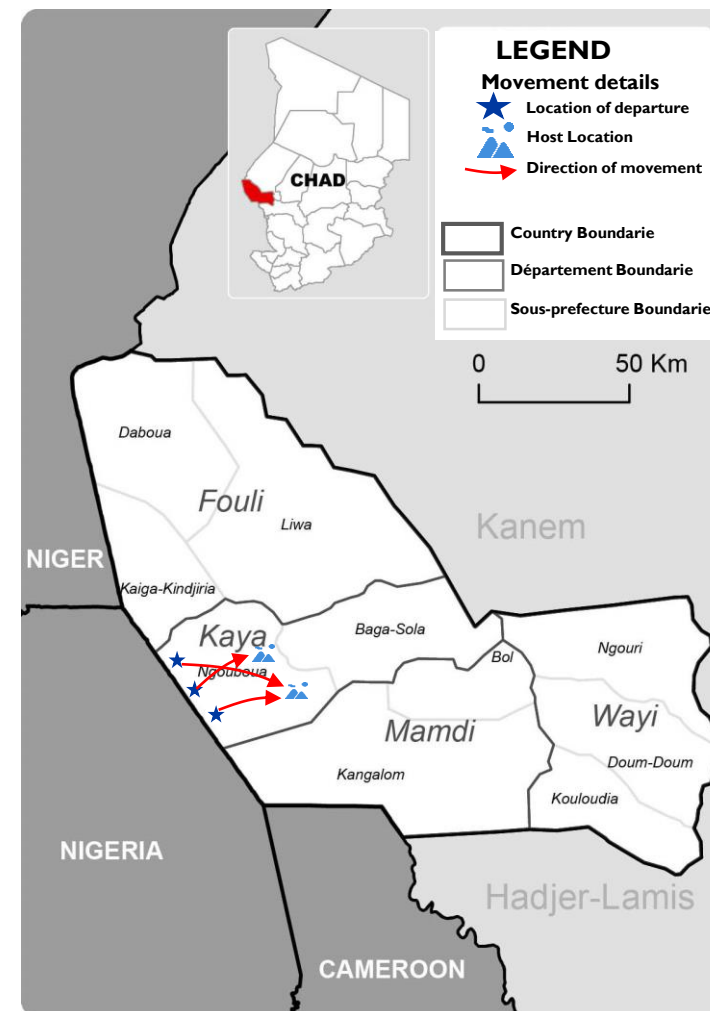 LEGEND
Movement details
Location of departure
Host Location
Direction of movement
Country Boundarie
Département Boundarie
Sous-prefecture Boundarie
CHAD
0 50 Km
Daboua
Fouli
Liwa
Kanem
NIGER
Kaiga-Kindjiria
Kaya
Baga-Sola
Ngouri
Bol
Ngouboua
Wayi
Mamdi
Doum-Doum
Kangalom
Kouloudia
NIGERIA
Hadjer-Lamis
CAMEROON